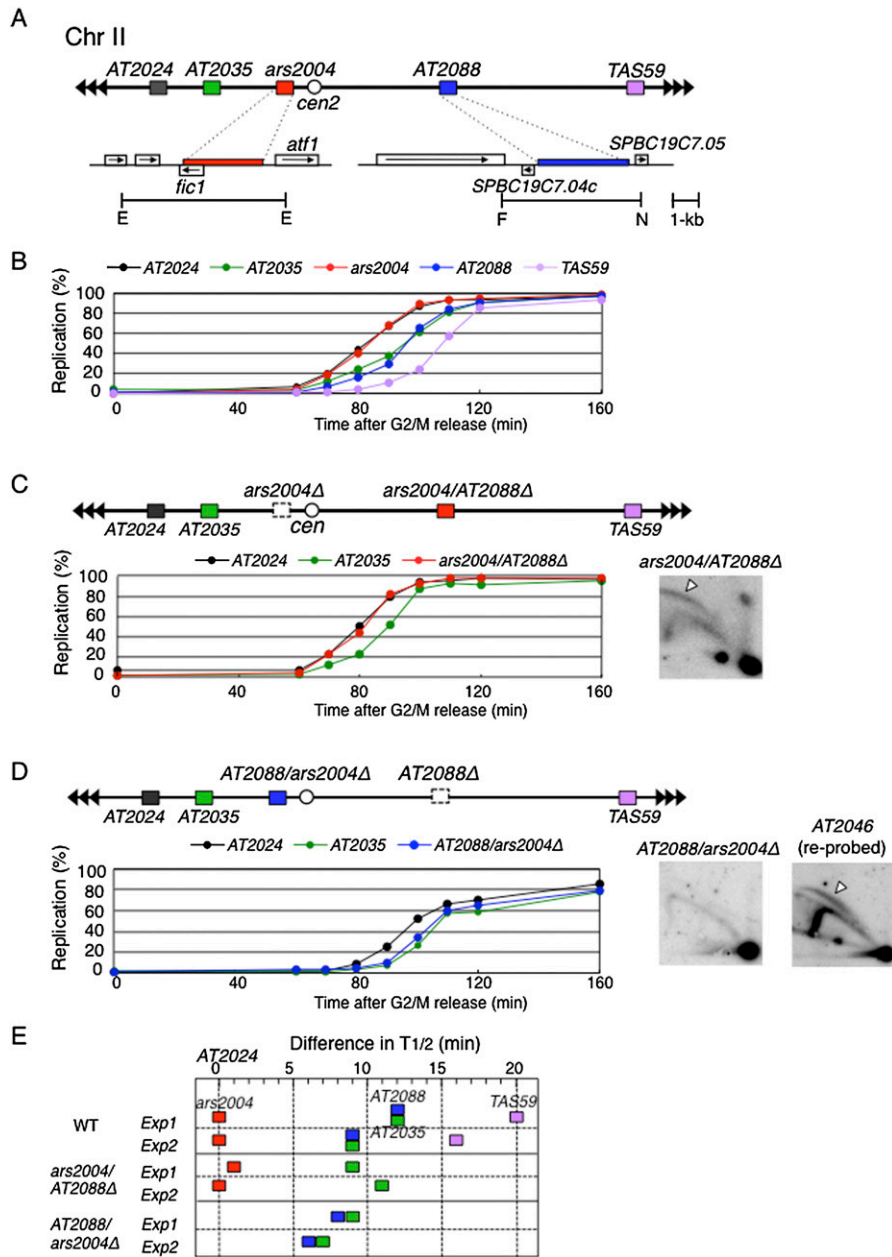 A
Chr II
AT2024 AT2035 ars2004 AT2088 TAS59
cen2
atf1 SPBC19C7.05
fic1 SPBC19C7.04c
E E F N 1-kb
B
AT2024 AT2035 ars2004 AT2088 TAS59
Replication (%)
100
80
60
40
20
0
0 40 80 120 160
Time after G2/M release (min)
C
ars2004Δ ars2004/AT2088Δ
AT2024 AT2035 cen TAS59
AT2024 AT2035 ars2004/AT2088Δ
ars2004/AT2088Δ
Replication (%)
100
80
60
40
20
0
0 40 80 120 160
Time after G2/M release (min)
D
AT2088/ars2004Δ AT2088Δ
AT2024 AT2035 TAS59
AT2024 AT2035 AT2088/ars2004Δ
AT2088/ars2004Δ
AT2046
(re-probed)
Replication (%)
100
80
60
40
20
0
0 40 80 120 160
Time after G2/M release (min)
E
Difference in T1/2 (min)
AT2024
0 5 10 15 20
ars2004 AT2088 TAS59
WT
Exp1
AT2035
Exp2
ars2004/
AT2088Δ
Exp1
Exp2
AT2088/
ars2004Δ
Exp1
Exp2